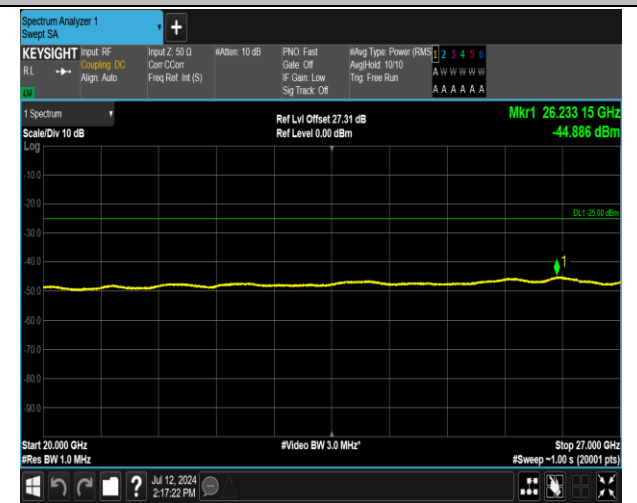 Spectrum Analyzer 1
Swept SA
+
KEYSIGHT Input: RF Input Z: 50 Ω #Atten: 10 dB PNO: Fast #Avg Type: Power (RMS 1 2 3 4 5 6
RL Coupling: DC Corr CCorr Gate: Off Avg|Hold: 10/10 A W W W W W
Align: Auto Freq Ref: Int (S) IF Gain: Low Trig: Free Run
Sig Track: Off A A A A A A
1 Spectrum Ref Lvl Offset 27.31 dB Mkr1 26.233 15 GHz
Scale/Div 10 dB Ref Level 0.00 dBm -44.886 dBm
Log
-10.0
-20.0
DL1 -25.00 dBm
-30.0
-40.0
1
-50.0
-60.0
-70.0
-80.0
-90.0
Start 20.000 GHz #Video BW 3.0 MHz* Stop 27.000 GHz
#Res BW 1.0 MHz #Sweep ~1.00 s (20001 pts)
? Jul 12, 2024
2:17:22 PM